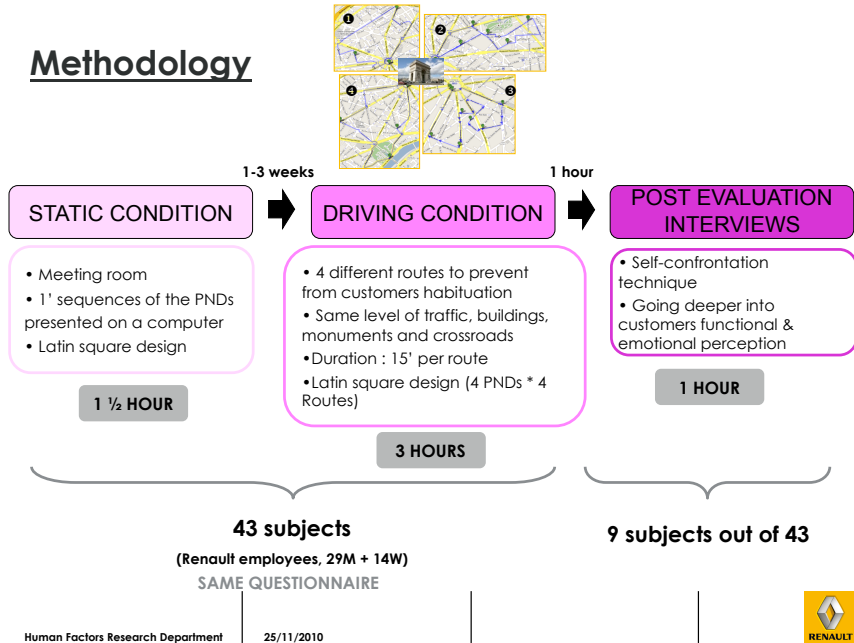 Methodology
❶
❷
❹
❸
1-3 weeks
1 hour
STATIC CONDITION
DRIVING CONDITION
POST EVALUATION
INTERVIEWS
• Meeting room
• 1' sequences of the PNDs
presented on a computer
• Latin square design
1 ½ HOUR
• 4 different routes to prevent
from customers habituation
• Same level of traffic, buildings,
monuments and crossroads
•Duration : 15' per route
•Latin square design (4 PNDs * 4
Routes)
3 HOURS
• Self-confrontation
technique
• Going deeper into
customers functional &
emotional perception
1 HOUR
43 subjects
(Renault employees, 29M + 14W)
SAME QUESTIONNAIRE
9 subjects out of 43
Human Factors Research Department
25/11/2010
RENAULT